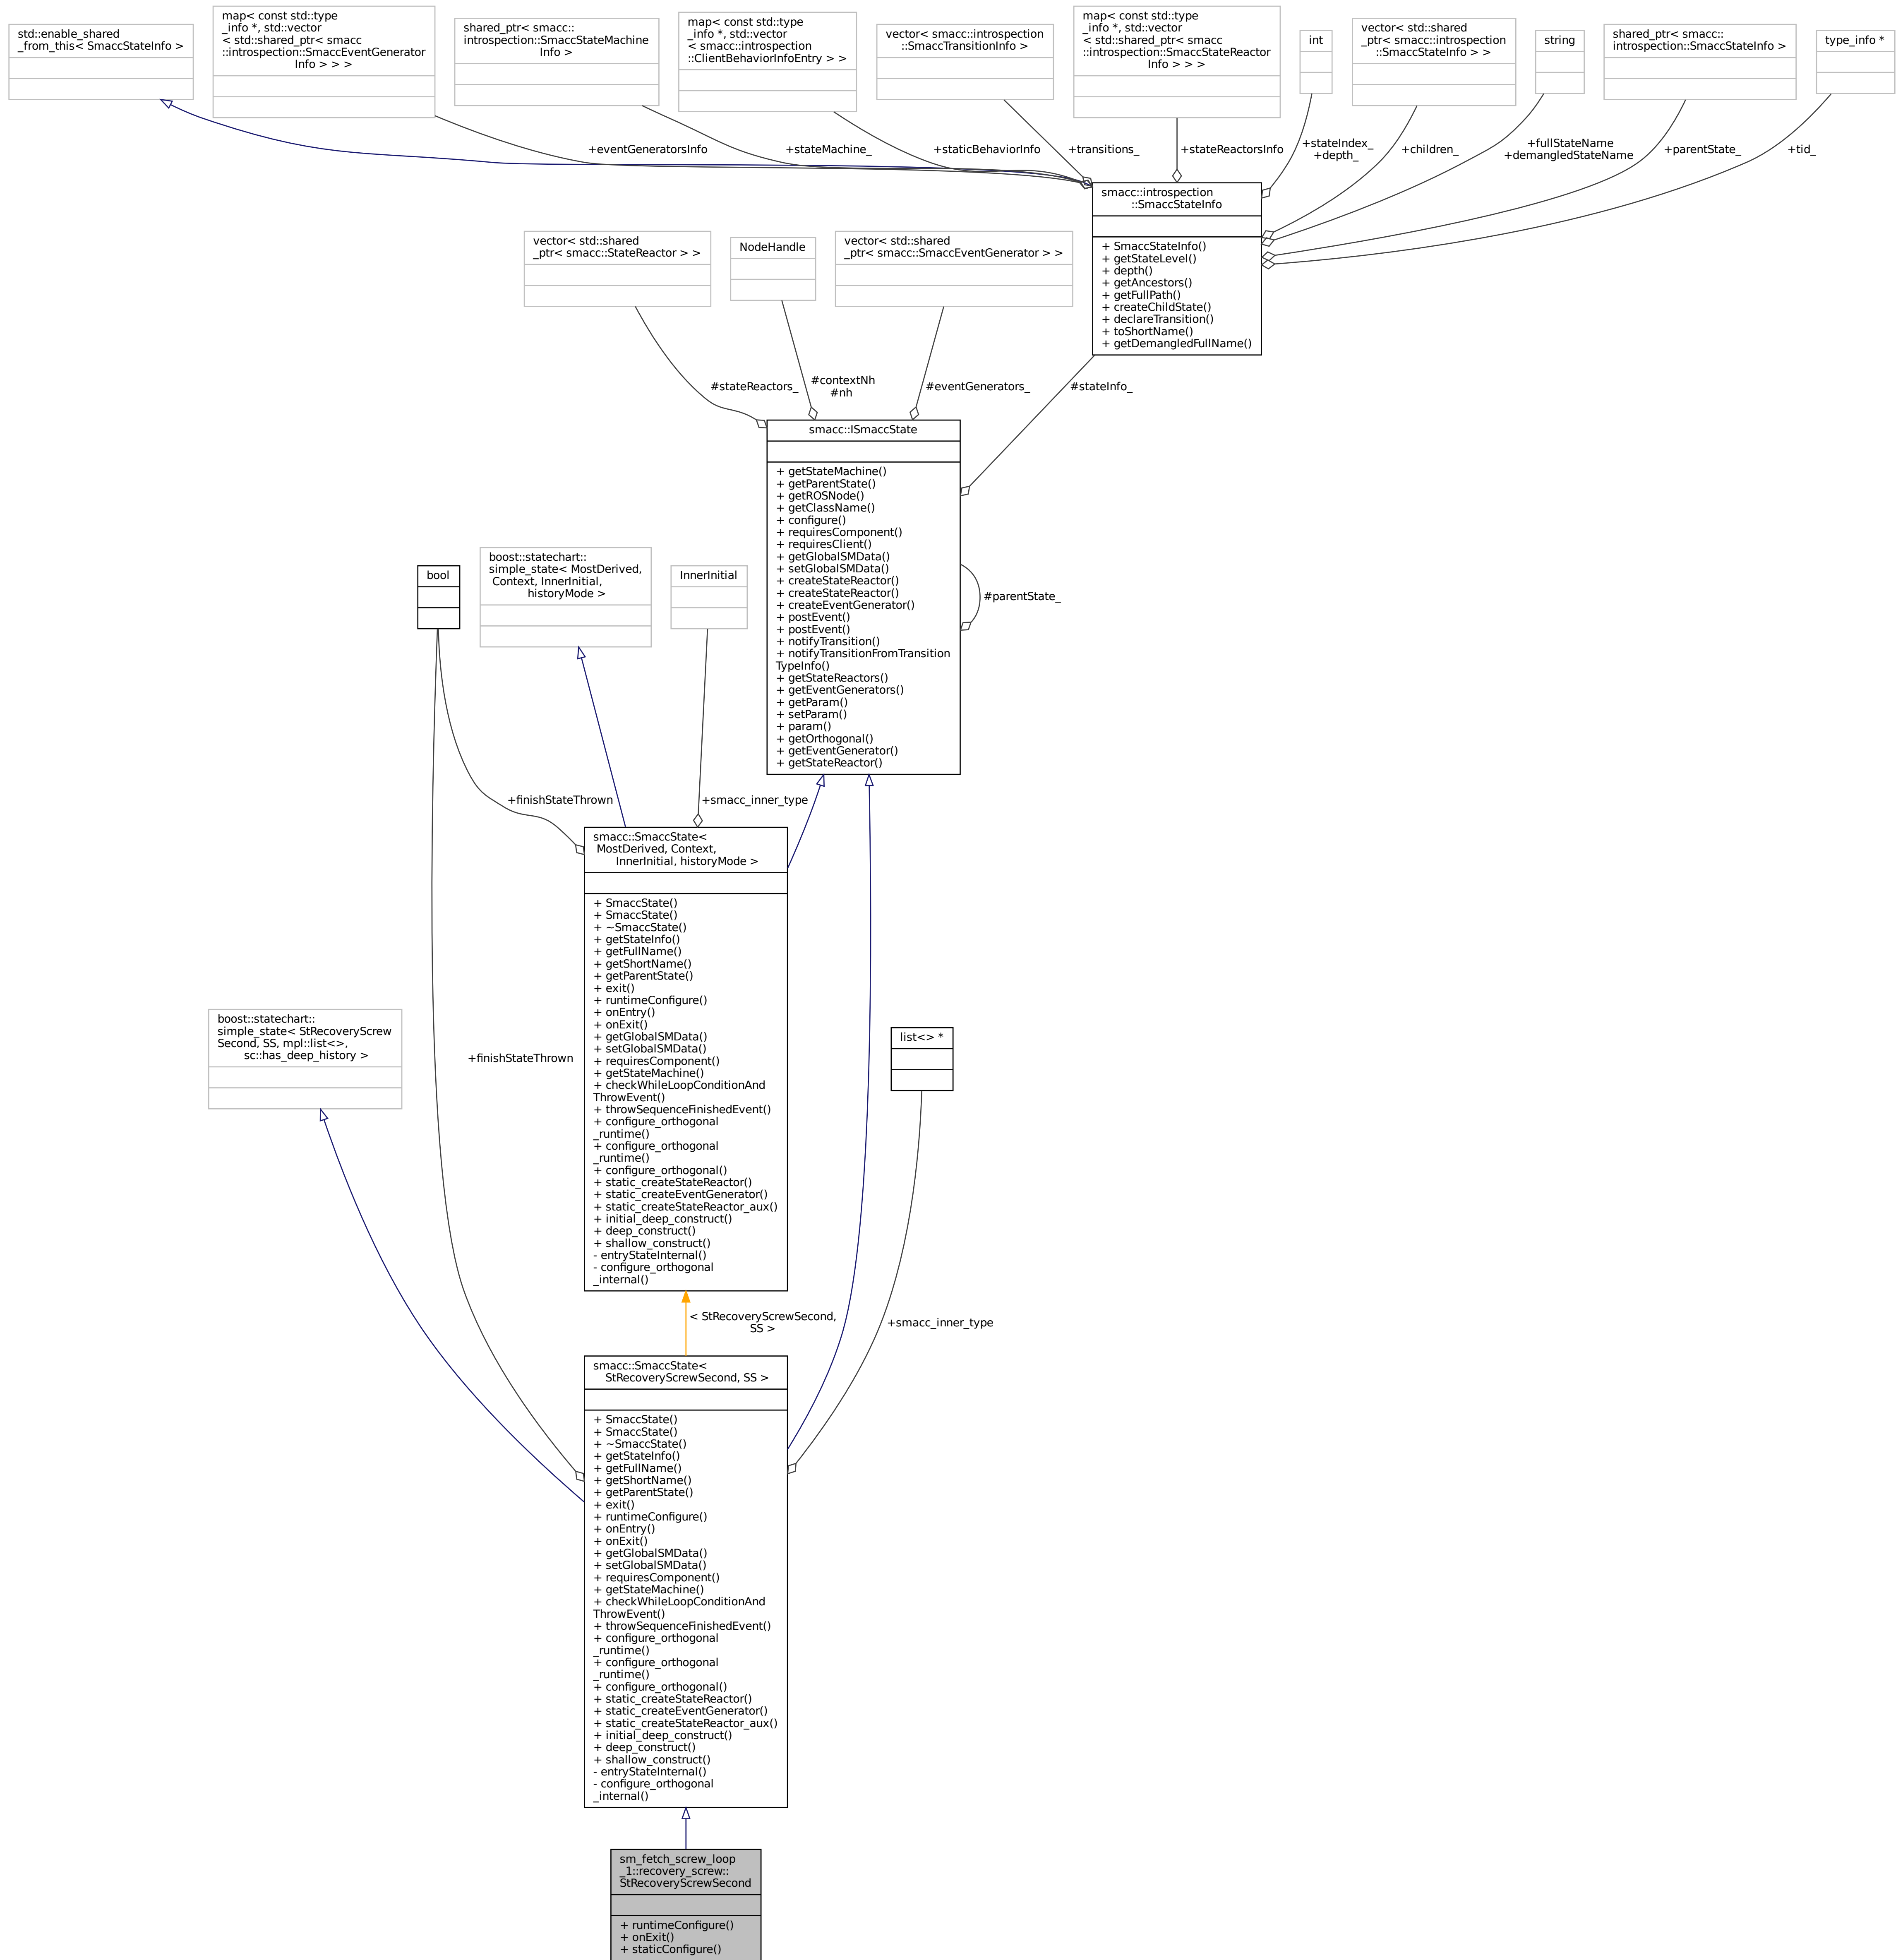 std::enable_shared
_from_this< SmaccStateInfo >
map< const std::type
_info *, std::vector
< std::shared_ptr< smacc
::introspection::SmaccEventGenerator
Info > > >
shared_ptr< smacc::
introspection::SmaccStateMachine
Info >
map< const std::type
_info *, std::vector
< smacc::introspection
::ClientBehaviorInfoEntry > >
vector< smacc::introspection
::SmaccTransitionInfo >
map< const std::type
_info *, std::vector
< std::shared_ptr< smacc
::introspection::SmaccStateReactor
Info > > >
int
vector< std::shared
_ptr< smacc::introspection
::SmaccStateInfo > >
string
shared_ptr< smacc::
introspection::SmaccStateInfo >
type_info *
+eventGeneratorsInfo
+stateMachine_
+staticBehaviorInfo
+transitions_
+stateReactorsInfo
+stateIndex_
+depth_
+children_
+fullStateName
+demangledStateName
+parentState_
+tid_
smacc::introspection
::SmaccStateInfo
+ SmaccStateInfo()
+ getStateLevel()
+ depth()
+ getAncestors()
+ getFullPath()
+ createChildState()
+ declareTransition()
+ toShortName()
+ getDemangledFullName()
vector< std::shared
_ptr< smacc::StateReactor > >
NodeHandle
vector< std::shared
_ptr< smacc::SmaccEventGenerator > >
#stateReactors_
#contextNh
#nh
#eventGenerators_
#stateInfo_
smacc::ISmaccState
+ getStateMachine()
+ getParentState()
+ getROSNode()
+ getClassName()
+ configure()
+ requiresComponent()
+ requiresClient()
+ getGlobalSMData()
+ setGlobalSMData()
+ createStateReactor()
+ createStateReactor()
+ createEventGenerator()
+ postEvent()
+ postEvent()
+ notifyTransition()
+ notifyTransitionFromTransition
TypeInfo()
+ getStateReactors()
+ getEventGenerators()
+ getParam()
+ setParam()
+ param()
+ getOrthogonal()
+ getEventGenerator()
+ getStateReactor()
#parentState_
bool
boost::statechart::
simple_state< MostDerived,
Context, InnerInitial,
historyMode >
InnerInitial
+finishStateThrown
+smacc_inner_type
smacc::SmaccState<
MostDerived, Context,
InnerInitial, historyMode >
+ SmaccState()
+ SmaccState()
+ ~SmaccState()
+ getStateInfo()
+ getFullName()
+ getShortName()
+ getParentState()
+ exit()
+ runtimeConfigure()
+ onEntry()
+ onExit()
+ getGlobalSMData()
+ setGlobalSMData()
+ requiresComponent()
+ getStateMachine()
+ checkWhileLoopConditionAnd
ThrowEvent()
+ throwSequenceFinishedEvent()
+ configure_orthogonal
_runtime()
+ configure_orthogonal
_runtime()
+ configure_orthogonal()
+ static_createStateReactor()
+ static_createEventGenerator()
+ static_createStateReactor_aux()
+ initial_deep_construct()
+ deep_construct()
+ shallow_construct()
- entryStateInternal()
- configure_orthogonal
_internal()
boost::statechart::
simple_state< StRecoveryScrew
Second, SS, mpl::list<>,
sc::has_deep_history >
+finishStateThrown
list<> *
< StRecoveryScrewSecond,
SS >
+smacc_inner_type
smacc::SmaccState<
StRecoveryScrewSecond, SS >
+ SmaccState()
+ SmaccState()
+ ~SmaccState()
+ getStateInfo()
+ getFullName()
+ getShortName()
+ getParentState()
+ exit()
+ runtimeConfigure()
+ onEntry()
+ onExit()
+ getGlobalSMData()
+ setGlobalSMData()
+ requiresComponent()
+ getStateMachine()
+ checkWhileLoopConditionAnd
ThrowEvent()
+ throwSequenceFinishedEvent()
+ configure_orthogonal
_runtime()
+ configure_orthogonal
_runtime()
+ configure_orthogonal()
+ static_createStateReactor()
+ static_createEventGenerator()
+ static_createStateReactor_aux()
+ initial_deep_construct()
+ deep_construct()
+ shallow_construct()
- entryStateInternal()
- configure_orthogonal
_internal()
sm_fetch_screw_loop
_1::recovery_screw::
StRecoveryScrewSecond
+ runtimeConfigure()
+ onExit()
+ staticConfigure()